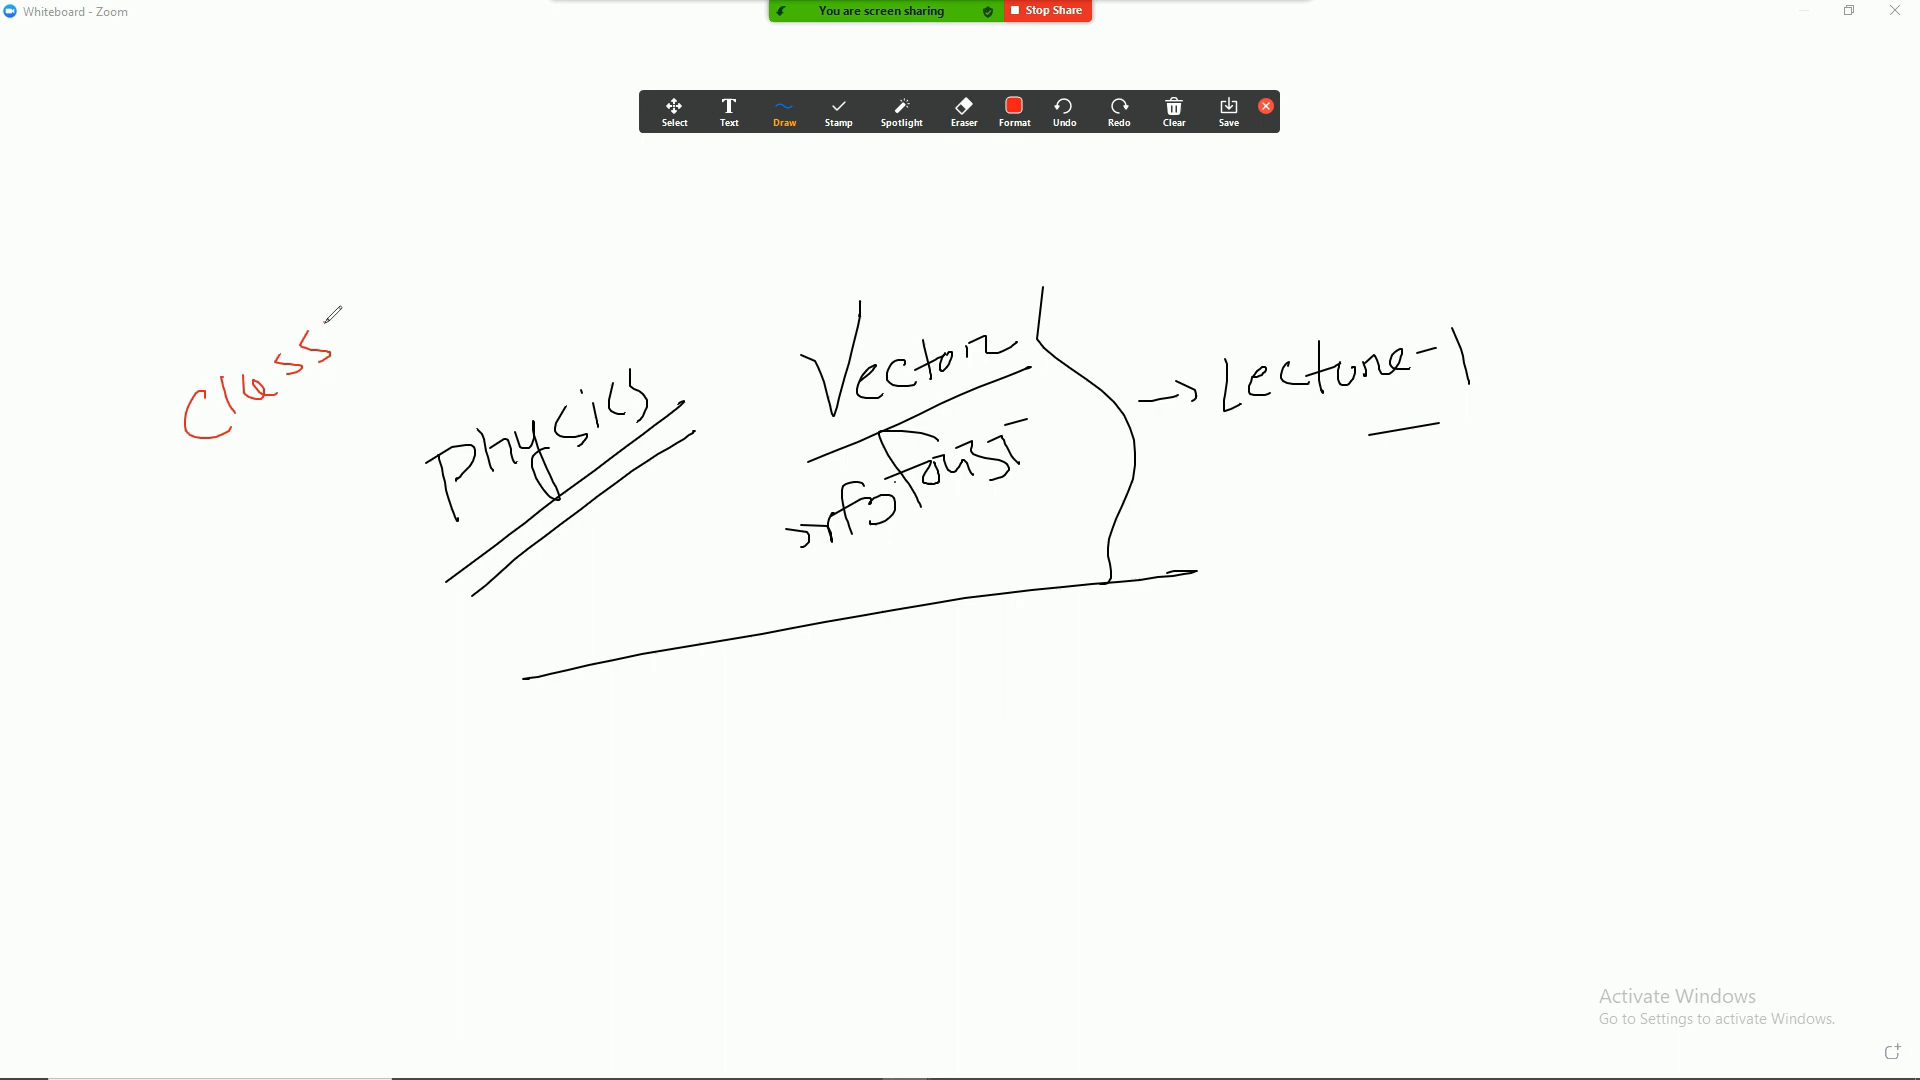 Whiteboard - Zoom
You are screen sharing
Stop Share
Select Text Draw Stamp Spotlight Eraser Format Undo Redo Clear Save
Class
Physics
Vector
→ Lecture-1
Activate Windows
Go to Settings to activate Windows.